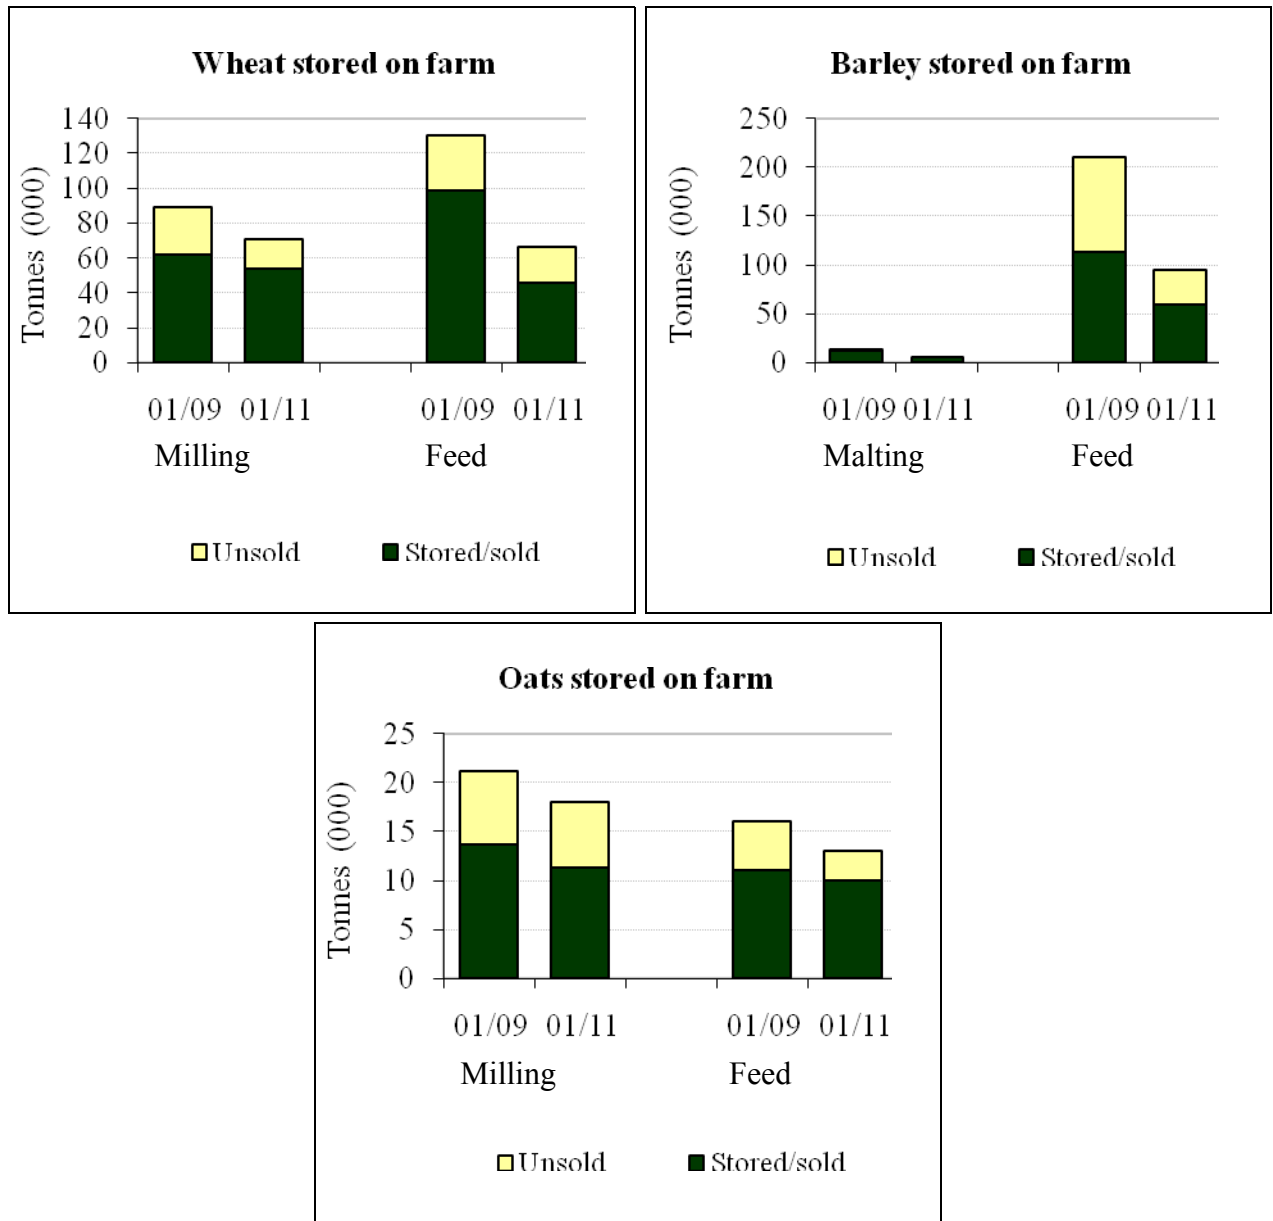 Wheat stored on farm
Tonnes (000)
140
120
100
80
60
40
20
0
01/09 01/11 01/09 01/11
Milling Feed
Unsold Stored/sold
Barley stored on farm
Tonnes (000)
250
200
150
100
50
0
01/09 01/11 01/09 01/11
Malting Feed
Unsold Stored/sold
Oats stored on farm
Tonnes (000)
25
20
15
10
5
0
01/09 01/11 01/09 01/11
Milling Feed
Unsold Stored/sold